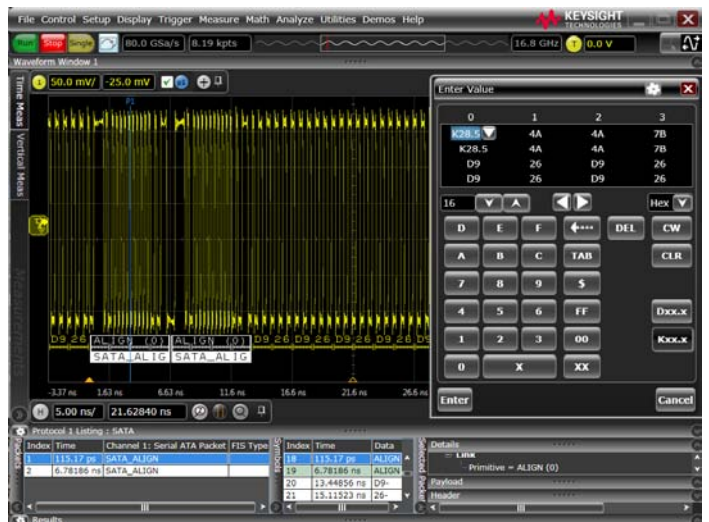 File Control Setup Display Trigger Measure Math Analyze Utilities Demos Help
KEYSIGHT
TECHNOLOGIES
Run Stop Single 80.0 GSa/s 8.19 kpts 16.8 GHz T 0.0 V
Waveform Window 1
1 50.0 mV/ -25.0 mV
Time Meas
Vertical Meas
Measurements
P1
D9 26 ALIGN (0) ALIGN (0) D9 26 D9 26 D9 26 D9 26 D9 26
SATA_ALIG SATA_ALIG
-3.37 ns 1.63 ns 6.63 ns 11.6 ns 16.6 ns 21.6 ns 26.6 ns
H 5.00 ns/ 21.62840 ns
Enter Value
0 1 2 3
K28.5 4A 4A 7B
K28.5 4A 4A 7B
D9 26 D9 26
D9 26 D9 26
16 Hex
D E F DEL CW
A B C TAB CLR
7 8 9 $
4 5 6 FF Dxx.x
1 2 3 00 Kxx.x
0 X XX
Enter Cancel
Protocol 1 Listing : SATA
Packets
Index Time Channel 1: Serial ATA Packet FIS Type
1 115.17 ps SATA_ALIGN
2 6.78186 ns SATA_ALIGN
Symbols
Index Time Data
18 115.17 ps ALIGN
19 6.78186 ns ALIGN
20 13.44856 ns D9-
21 15.11523 ns 26-
Selected Packet
Details
Link
Primitive = ALIGN (0)
Payload
Header
Results